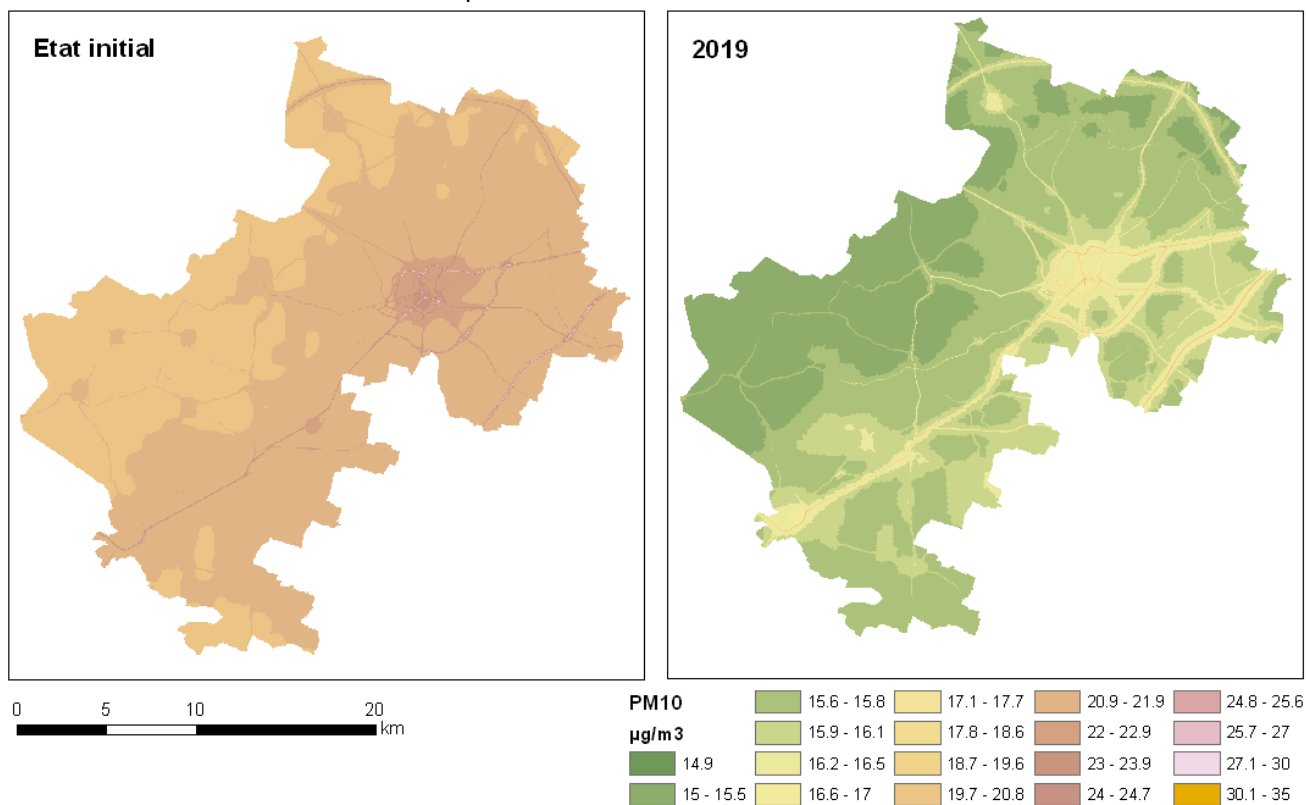 Etat initial
2019
0 5 10 20
km
PM10
µg/m3
14.9
15 - 15.5
15.6 - 15.8
15.9 - 16.1
16.2 - 16.5
16.6 - 17
17.1 - 17.7
17.8 - 18.6
18.7 - 19.6
19.7 - 20.8
20.9 - 21.9
22 - 22.9
23 - 23.9
24 - 24.7
24.8 - 25.6
25.7 - 27
27.1 - 30
30.1 - 35